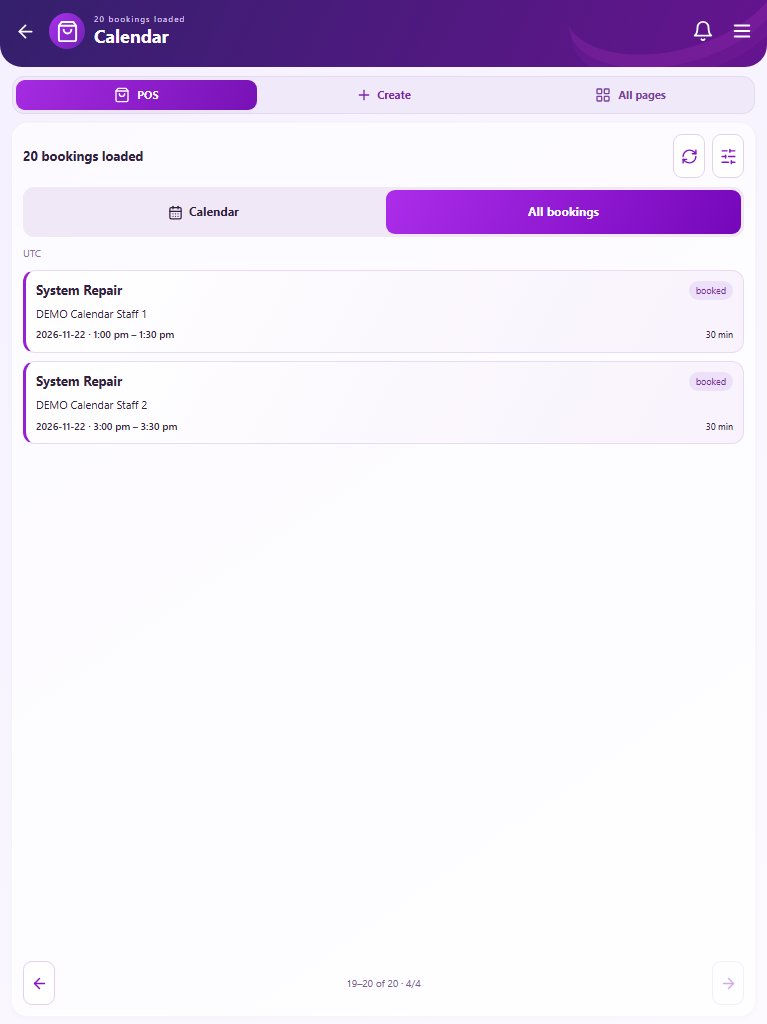 20 bookings loaded
Calendar
POS
Create
All pages
20 bookings loaded
Calendar
All bookings
UTC
System Repair
booked
DEMO Calendar Staff 1
2026-11-22 · 1:00 pm – 1:30 pm
30 min
System Repair
booked
DEMO Calendar Staff 2
2026-11-22 · 3:00 pm – 3:30 pm
30 min
19–20 of 20 · 4/4